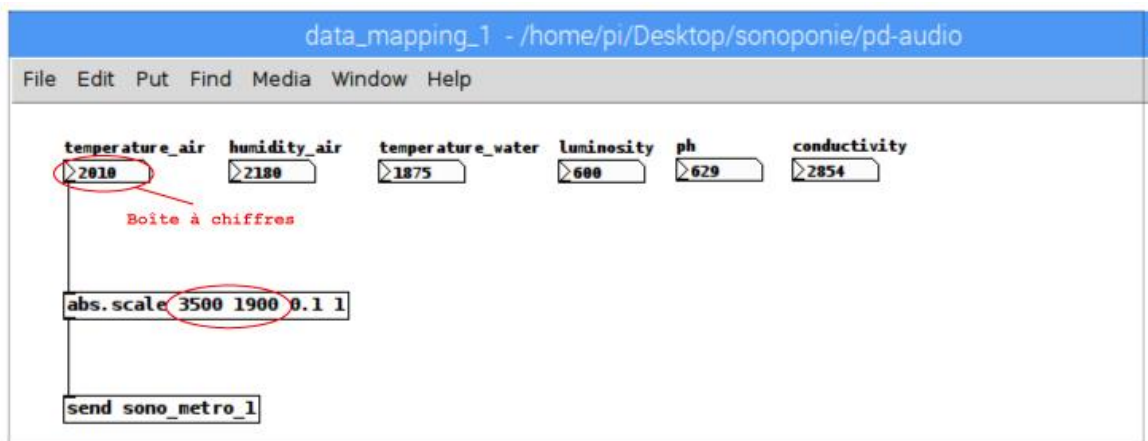 data_mapping_1 - /home/pi/Desktop/sonoponie/pd-audio
File Edit Put Find Media Window Help
temperature_air humidity_air temperature_water luminosity ph conductivity
2010 2180 1875 600 629 2854
Boîte à chiffres
abs.scale 3500 1900 0.1 1
send sono_metro_1